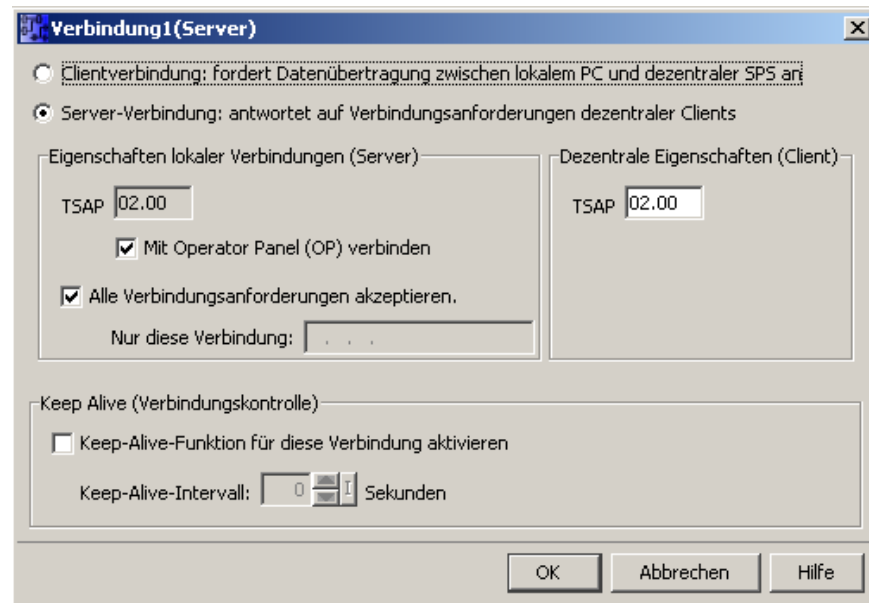 Verbindung1(Server)
Clientverbindung: fordert Datenübertragung zwischen lokalem PC und dezentraler SPS an
Server-Verbindung: antwortet auf Verbindungsanforderungen dezentraler Clients
Eigenschaften lokaler Verbindungen (Server)
TSAP 02.00
Mit Operator Panel (OP) verbinden
Alle Verbindungsanforderungen akzeptieren.
Nur diese Verbindung: . . .
Dezentrale Eigenschaften (Client)
TSAP 02.00
Keep Alive (Verbindungskontrolle)
Keep-Alive-Funktion für diese Verbindung aktivieren
Keep-Alive-Intervall: 0 Sekunden
OK Abbrechen Hilfe